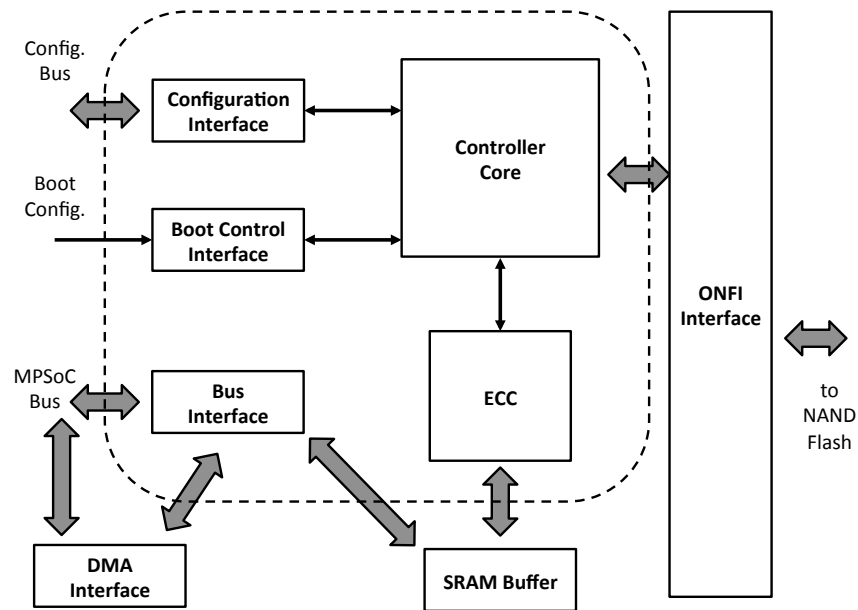 Config.
Bus
Configuration
Interface
Controller
Core
Boot
Config.
Boot Control
Interface
ONFI
Interface
MPSoC
Bus
Bus
Interface
ECC
to
NAND
Flash
DMA
Interface
SRAM Buffer